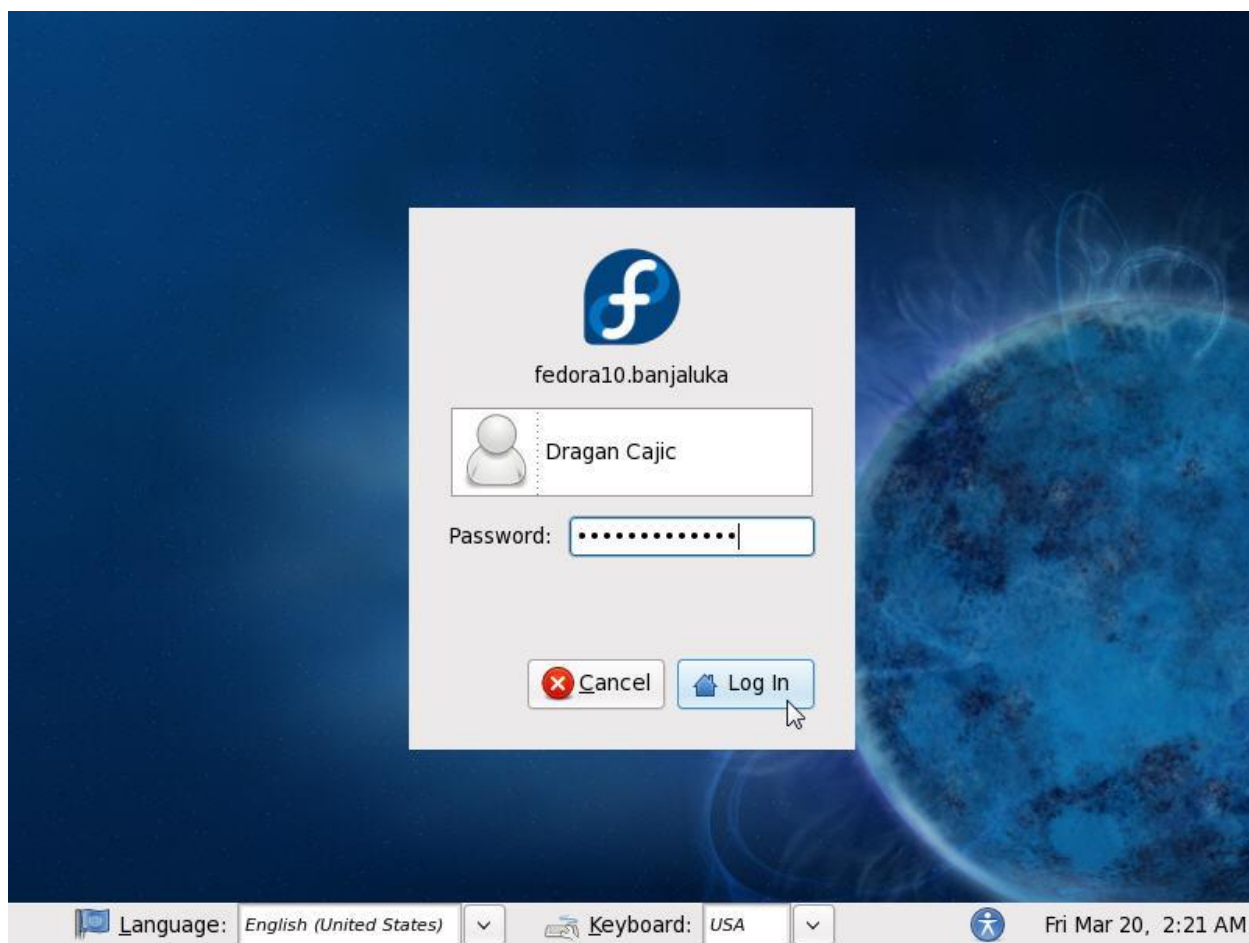 fedora10.banjaluka
Dragan Cajic
Password: •••••••••••••
Cancel Log In
Language: English (United States) Keyboard: USA Fri Mar 20, 2:21 AM